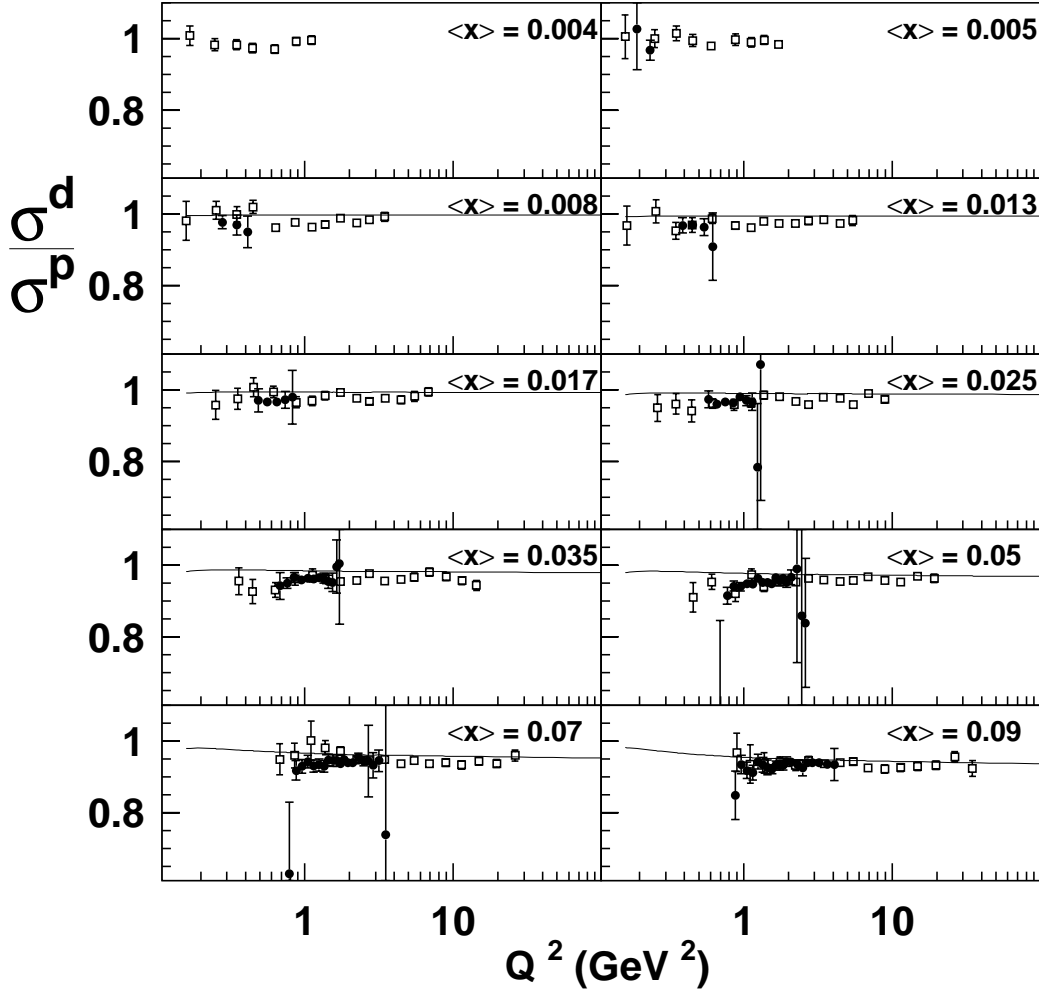 σ^d
σ^p
1
0.8
<x> = 0.004
<x> = 0.005
1
0.8
<x> = 0.008
<x> = 0.013
1
0.8
<x> = 0.017
<x> = 0.025
1
0.8
<x> = 0.035
<x> = 0.05
1
0.8
<x> = 0.07
<x> = 0.09
1 10 1 10
Q ² (GeV ²)